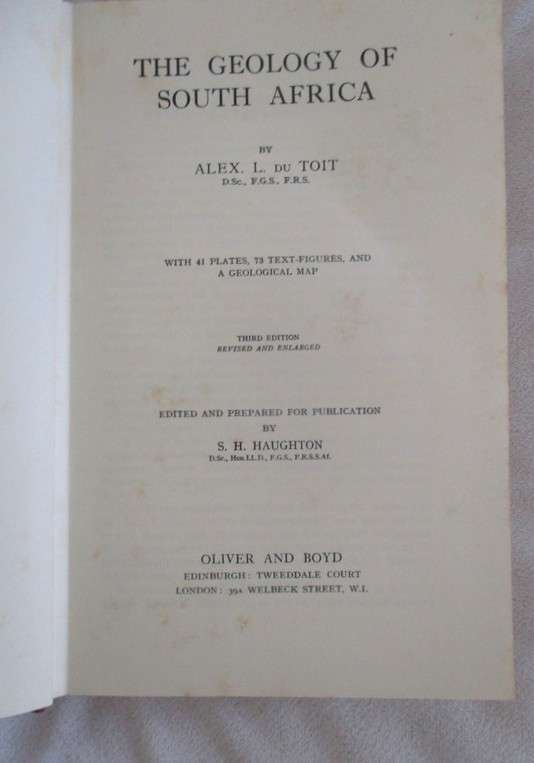 THE GEOLOGY OF
SOUTH AFRICA
BY
ALEX. L. DU TOIT
D.Sc., F.G.S., F.R.S.
WITH 41 PLATES, 73 TEXT-FIGURES, AND
A GEOLOGICAL MAP
THIRD EDITION
REVISED AND ENLARGED
EDITED AND PREPARED FOR PUBLICATION
BY
S. H. HAUGHTON
D.Sc., Hon.LL.D., F.G.S., F.R.S.S.Af.
OLIVER AND BOYD
EDINBURGH: TWEEDDALE COURT
LONDON: 39A WELBECK STREET, W.I.